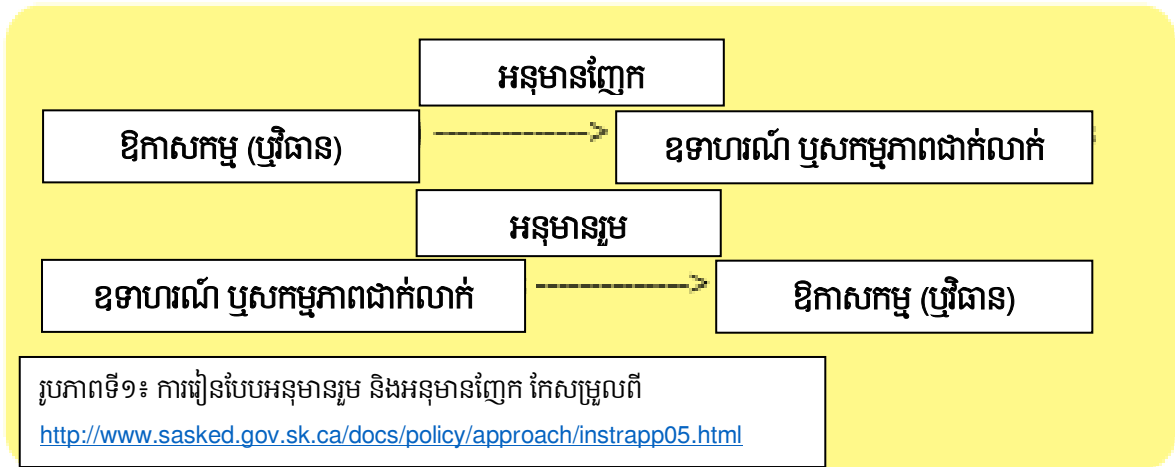 អនុមានញែក
ឱកាសកម្ម (ឬវិធាន)
ឧទាហរណ៍ ឬសកម្មភាពជាក់លាក់
អនុមានរួម
ឧទាហរណ៍ ឬសកម្មភាពជាក់លាក់
ឱកាសកម្ម (ឬវិធាន)
រូបភាពទី១៖ ការរៀនបែបអនុមានរួម និងអនុមានញែក កែសម្រួលពី
http://www.sasked.gov.sk.ca/docs/policy/approach/instrapp05.html